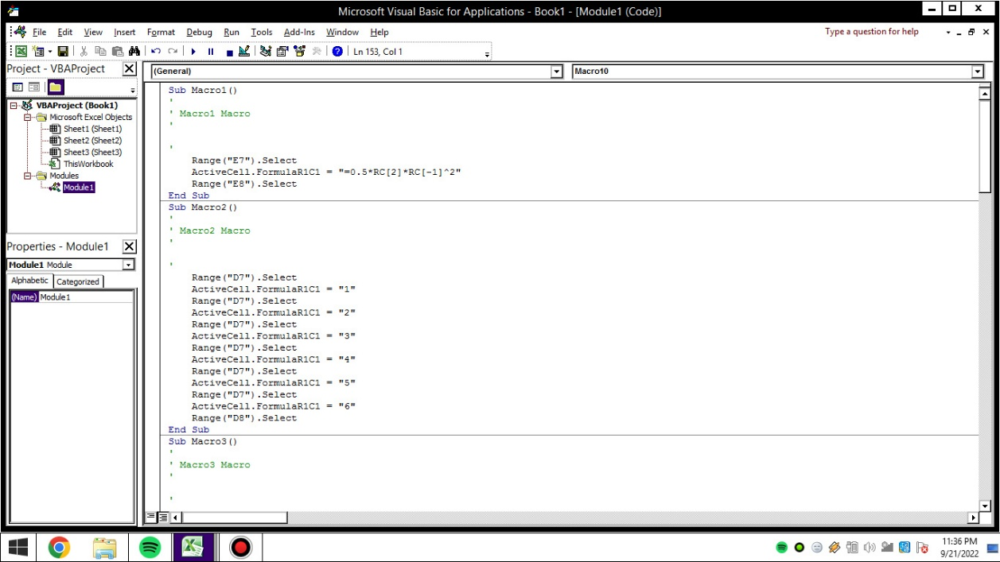 Microsoft Visual Basic for Applications - Book1 - [Module1 (Code)]
File Edit View Insert Format Debug Run Tools Add-Ins Window Help
Type a question for help
Ln 153, Col 1
Project - VBAProject
(General)
Macro10
VBAProject (Book1)
Microsoft Excel Objects
Sheet1 (Sheet1)
Sheet2 (Sheet2)
Sheet3 (Sheet3)
ThisWorkbook
Modules
Module1
Properties - Module1
Module1 Module
Alphabetic Categorized
(Name) Module1
Sub Macro1()
'
' Macro1 Macro
'
'
Range("E7").Select
ActiveCell.FormulaR1C1 = "=0.5*RC[2]*RC[-1]^2"
Range("E8").Select
End Sub
Sub Macro2()
'
' Macro2 Macro
'
'
Range("D7").Select
ActiveCell.FormulaR1C1 = "1"
Range("D7").Select
ActiveCell.FormulaR1C1 = "2"
Range("D7").Select
ActiveCell.FormulaR1C1 = "3"
Range("D7").Select
ActiveCell.FormulaR1C1 = "4"
Range("D7").Select
ActiveCell.FormulaR1C1 = "5"
Range("D7").Select
ActiveCell.FormulaR1C1 = "6"
Range("D8").Select
End Sub
Sub Macro3()
'
' Macro3 Macro
'
'
11:36 PM
9/21/2022